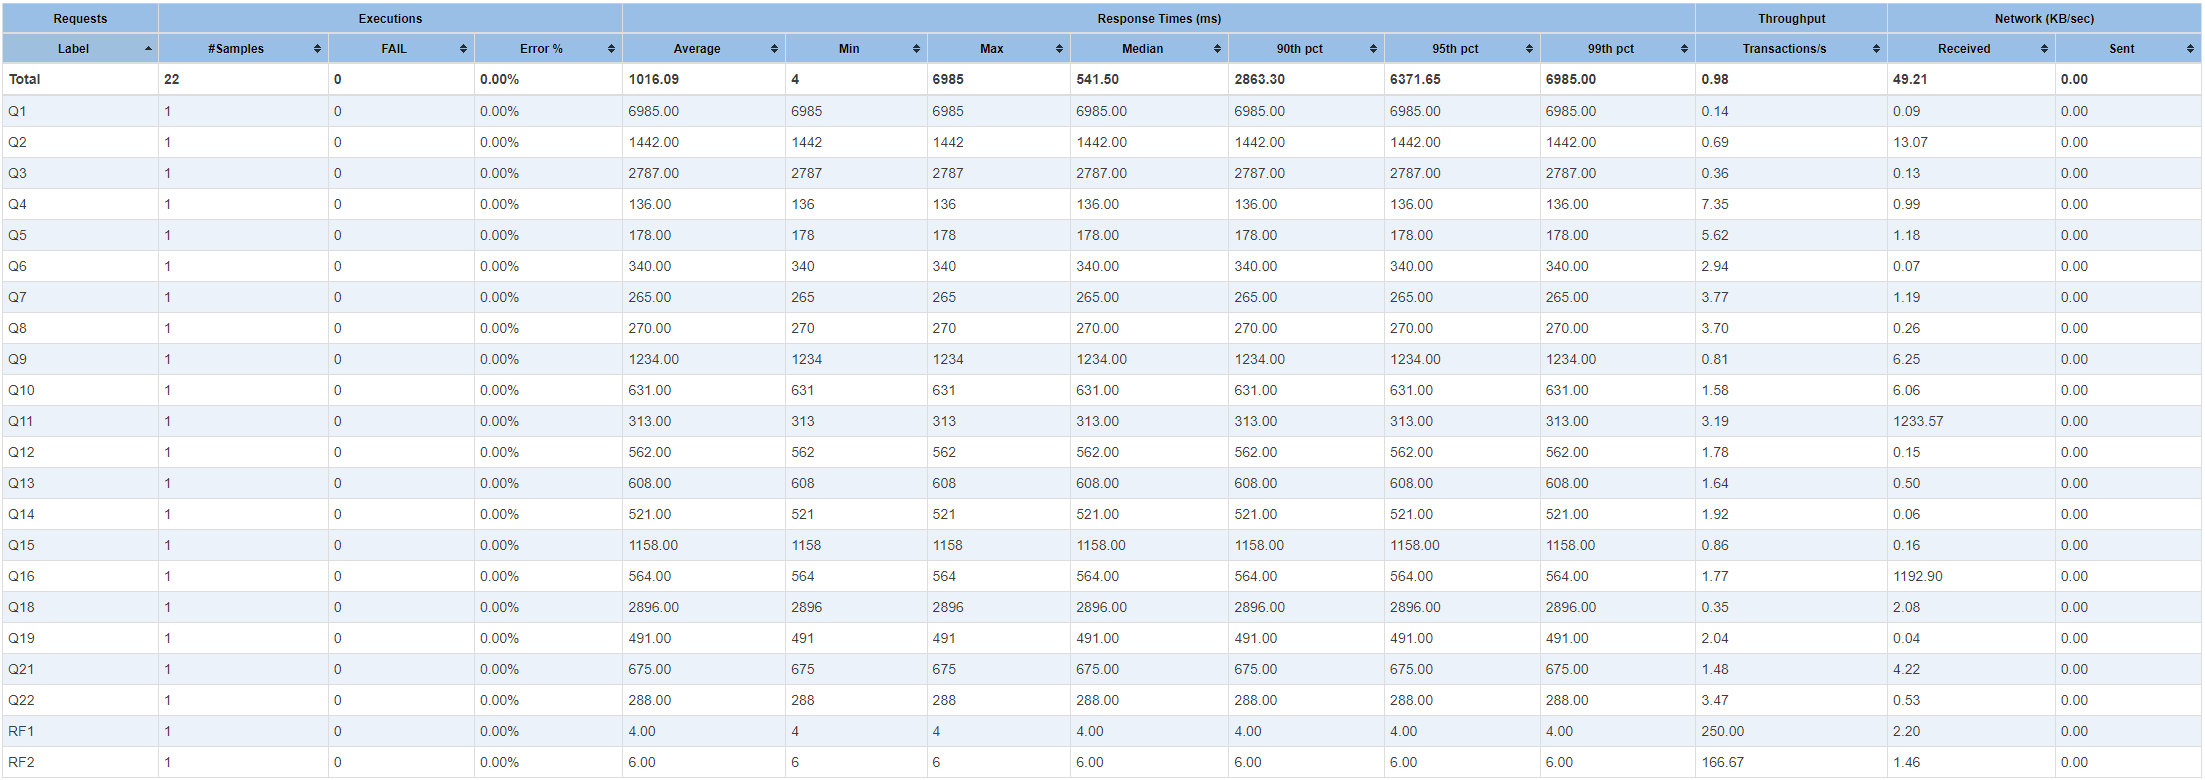 Requests Executions Response Times (ms) Throughput Network (KB/sec)
Label #Samples FAIL Error % Average Min Max Median 90th pct 95th pct 99th pct Transactions/s Received Sent
Total 22 0 0.00% 1016.09 4 6985 541.50 2863.30 6371.65 6985.00 0.98 49.21 0.00
Q1 1 0 0.00% 6985.00 6985 6985 6985.00 6985.00 6985.00 6985.00 0.14 0.09 0.00
Q2 1 0 0.00% 1442.00 1442 1442 1442.00 1442.00 1442.00 1442.00 0.69 13.07 0.00
Q3 1 0 0.00% 2787.00 2787 2787 2787.00 2787.00 2787.00 2787.00 0.36 0.13 0.00
Q4 1 0 0.00% 136.00 136 136 136.00 136.00 136.00 136.00 7.35 0.99 0.00
Q5 1 0 0.00% 178.00 178 178 178.00 178.00 178.00 178.00 5.62 1.18 0.00
Q6 1 0 0.00% 340.00 340 340 340.00 340.00 340.00 340.00 2.94 0.07 0.00
Q7 1 0 0.00% 265.00 265 265 265.00 265.00 265.00 265.00 3.77 1.19 0.00
Q8 1 0 0.00% 270.00 270 270 270.00 270.00 270.00 270.00 3.70 0.26 0.00
Q9 1 0 0.00% 1234.00 1234 1234 1234.00 1234.00 1234.00 1234.00 0.81 6.25 0.00
Q10 1 0 0.00% 631.00 631 631 631.00 631.00 631.00 631.00 1.58 6.06 0.00
Q11 1 0 0.00% 313.00 313 313 313.00 313.00 313.00 313.00 3.19 1233.57 0.00
Q12 1 0 0.00% 562.00 562 562 562.00 562.00 562.00 562.00 1.78 0.15 0.00
Q13 1 0 0.00% 608.00 608 608 608.00 608.00 608.00 608.00 1.64 0.50 0.00
Q14 1 0 0.00% 521.00 521 521 521.00 521.00 521.00 521.00 1.92 0.06 0.00
Q15 1 0 0.00% 1158.00 1158 1158 1158.00 1158.00 1158.00 1158.00 0.86 0.16 0.00
Q16 1 0 0.00% 564.00 564 564 564.00 564.00 564.00 564.00 1.77 1192.90 0.00
Q18 1 0 0.00% 2896.00 2896 2896 2896.00 2896.00 2896.00 2896.00 0.35 2.08 0.00
Q19 1 0 0.00% 491.00 491 491 491.00 491.00 491.00 491.00 2.04 0.04 0.00
Q21 1 0 0.00% 675.00 675 675 675.00 675.00 675.00 675.00 1.48 4.22 0.00
Q22 1 0 0.00% 288.00 288 288 288.00 288.00 288.00 288.00 3.47 0.53 0.00
RF1 1 0 0.00% 4.00 4 4 4.00 4.00 4.00 4.00 250.00 2.20 0.00
RF2 1 0 0.00% 6.00 6 6 6.00 6.00 6.00 6.00 166.67 1.46 0.00